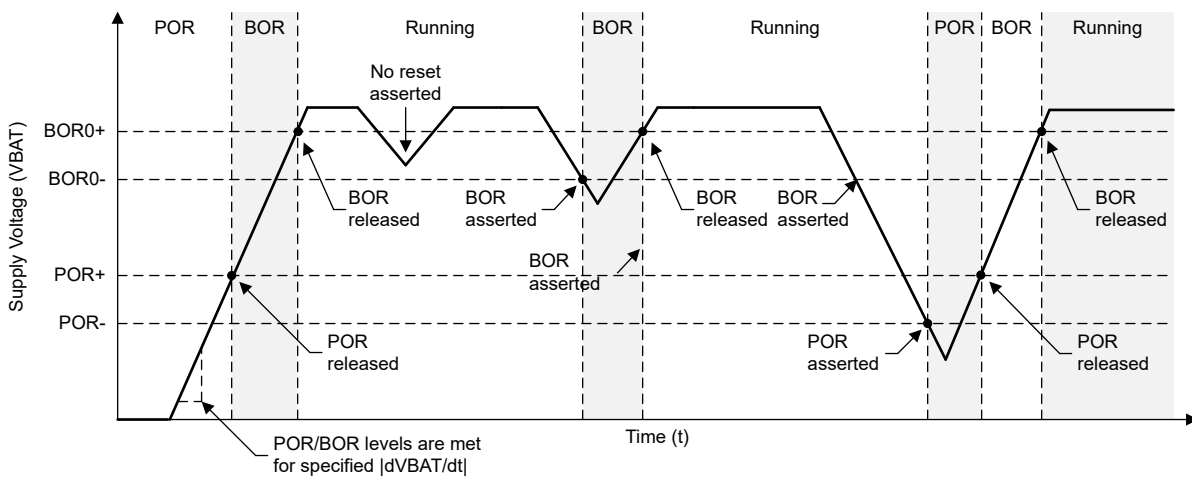 POR
BOR
Running
BOR
Running
POR
BOR
Running
No reset
asserted
Supply Voltage (VBAT)
BOR0+
BOR0-
POR+
POR-
BOR
released
BOR
asserted
BOR
released
BOR
asserted
BOR
released
BOR
asserted
POR
released
POR
asserted
POR
released
Time (t)
POR/BOR levels are met
for specified |dVBAT/dt|